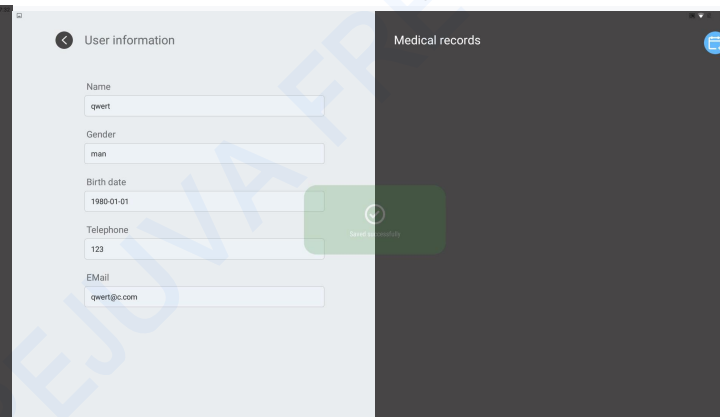 User information
Medical records
Name
qwert
Gender
man
Birth date
1980-01-01
Telephone
123
EMail
qwert@c.com
Saved successfully